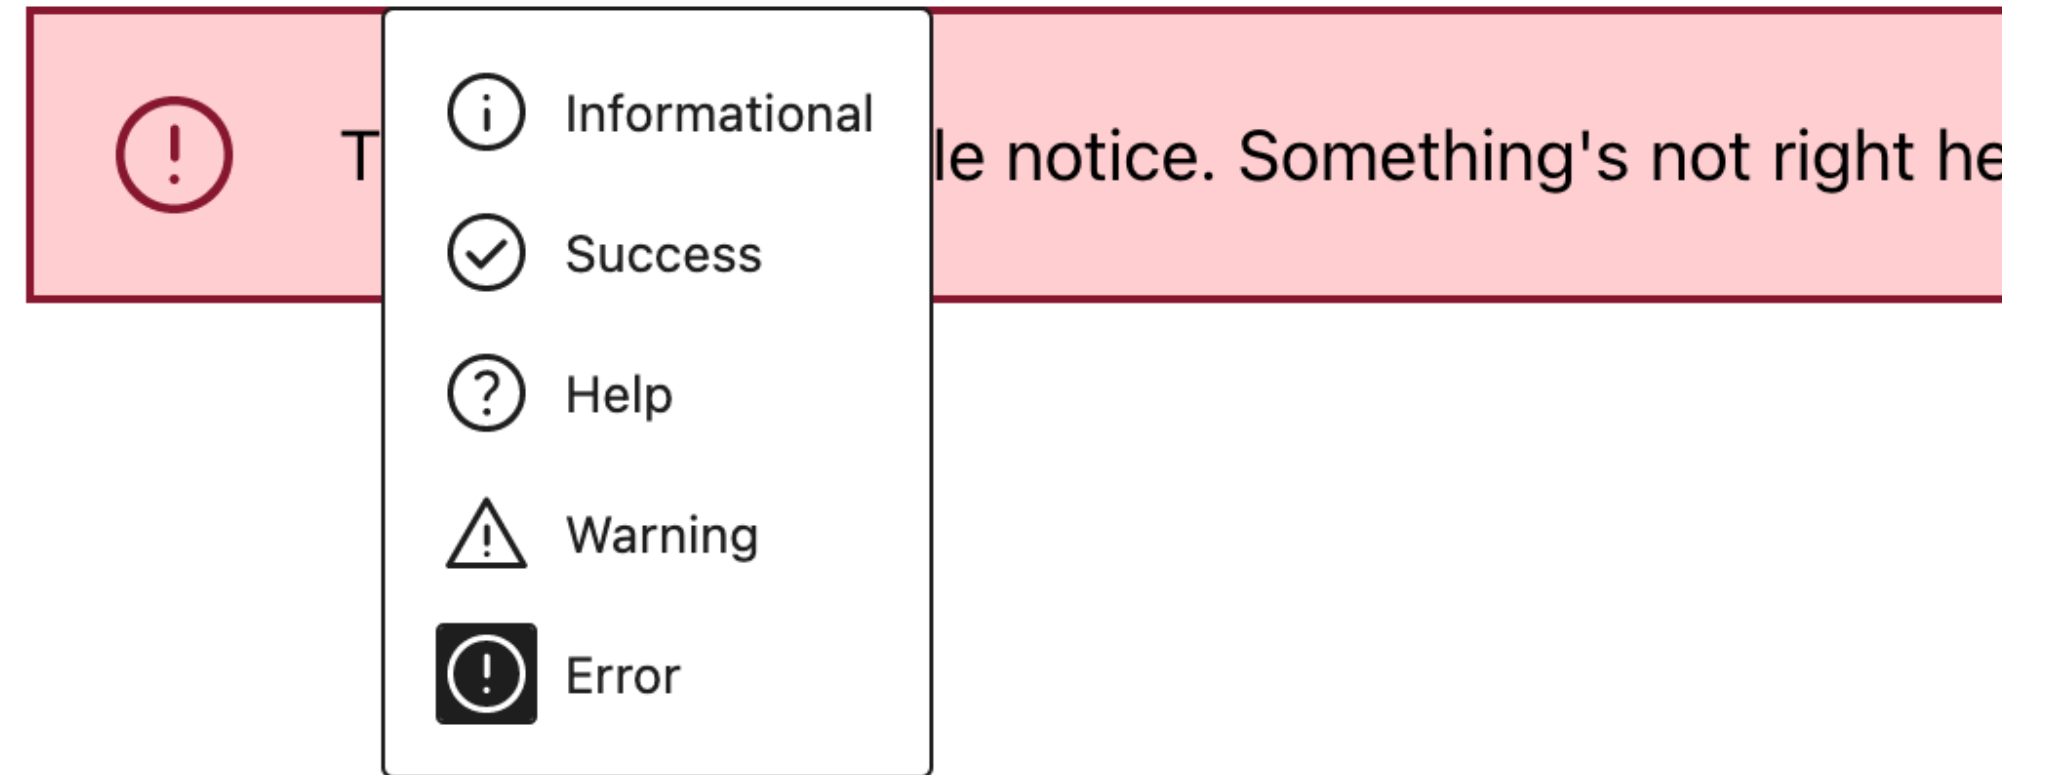 Informational
le notice. Something's not right he
Success
Help
Warning
Error